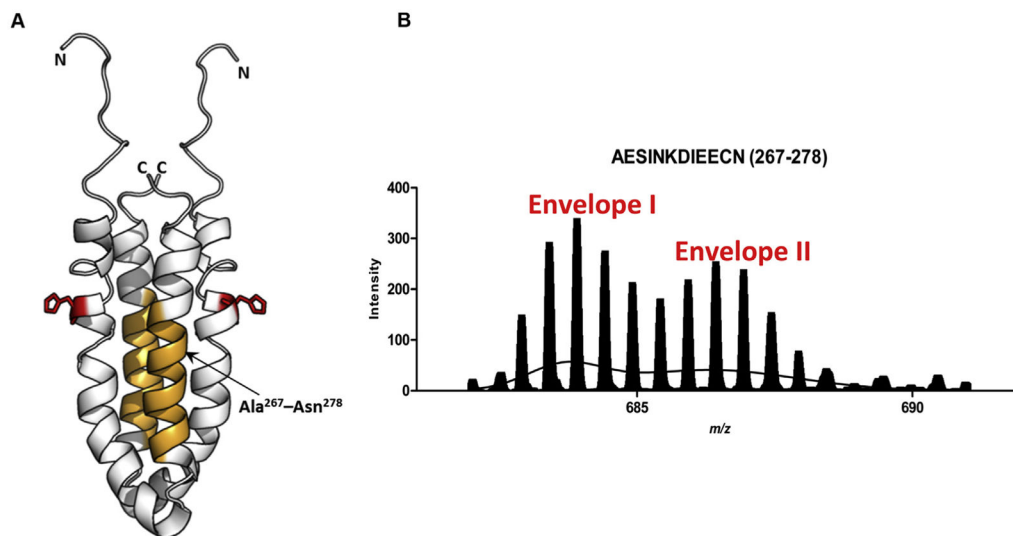 A
N
N
C C
Ala267–Asn278
B
AESINKDIEECN (267-278)
Envelope I
Envelope II
400
300
200
100
0
Intensity
685
690
m/z